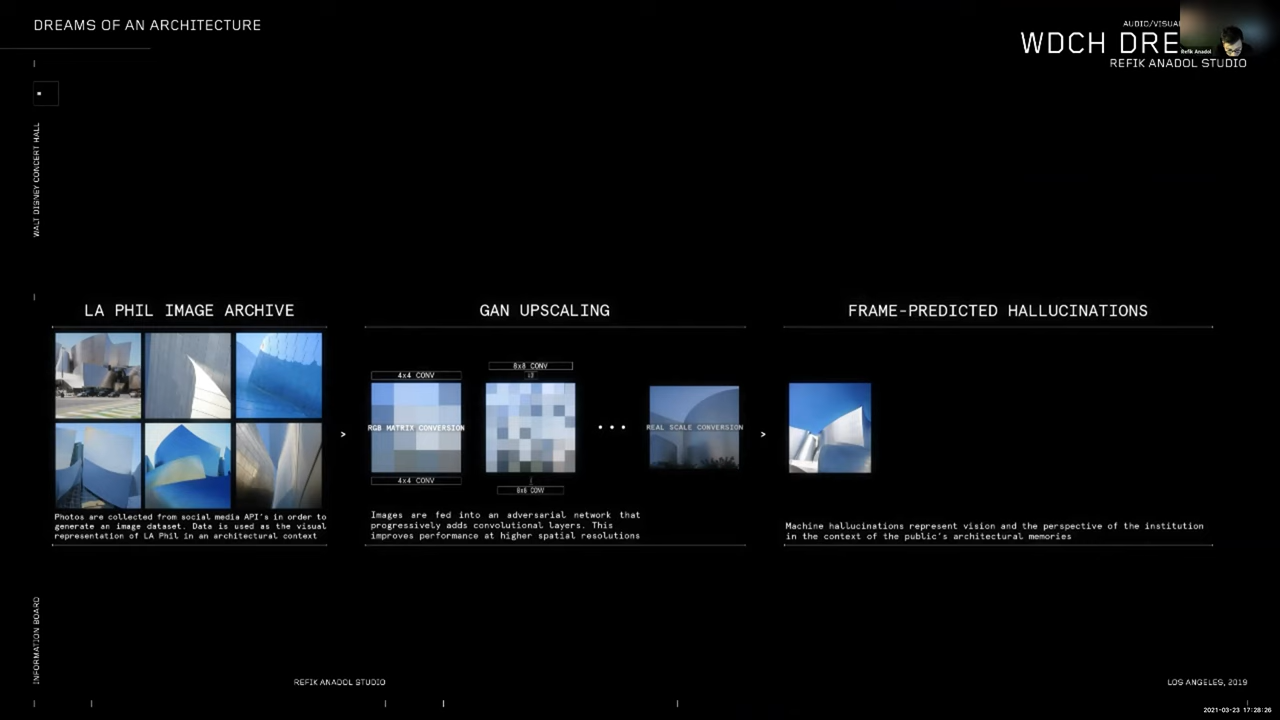 DREAMS OF AN ARCHITECTURE
AUDIO/VISUA
WDCH DRE
Refik Anadol
REFIK ANADOL STUDIO
WALT DISNEY CONCERT HALL
LA PHIL IMAGE ARCHIVE
Photos are collected from social media API's in order to
generate an image dataset. Data is used as the visual
representation of LA Phil in an architectural context
>
GAN UPSCALING
4x4 CONV
RGB MATRIX CONVERSION
4x4 CONV
8x8 CONV
8x8 CONV
...
REAL SCALE CONVERSION
Images are fed into an adversarial network that
progressively adds convolutional layers. This
improves performance at higher spatial resolutions
>
FRAME-PREDICTED HALLUCINATIONS
Machine hallucinations represent vision and the perspective of the institution
in the context of the public's architectural memories
INFORMATION BOARD
REFIK ANADOL STUDIO
LOS ANGELES, 2019
2021-03-23 17:28:26